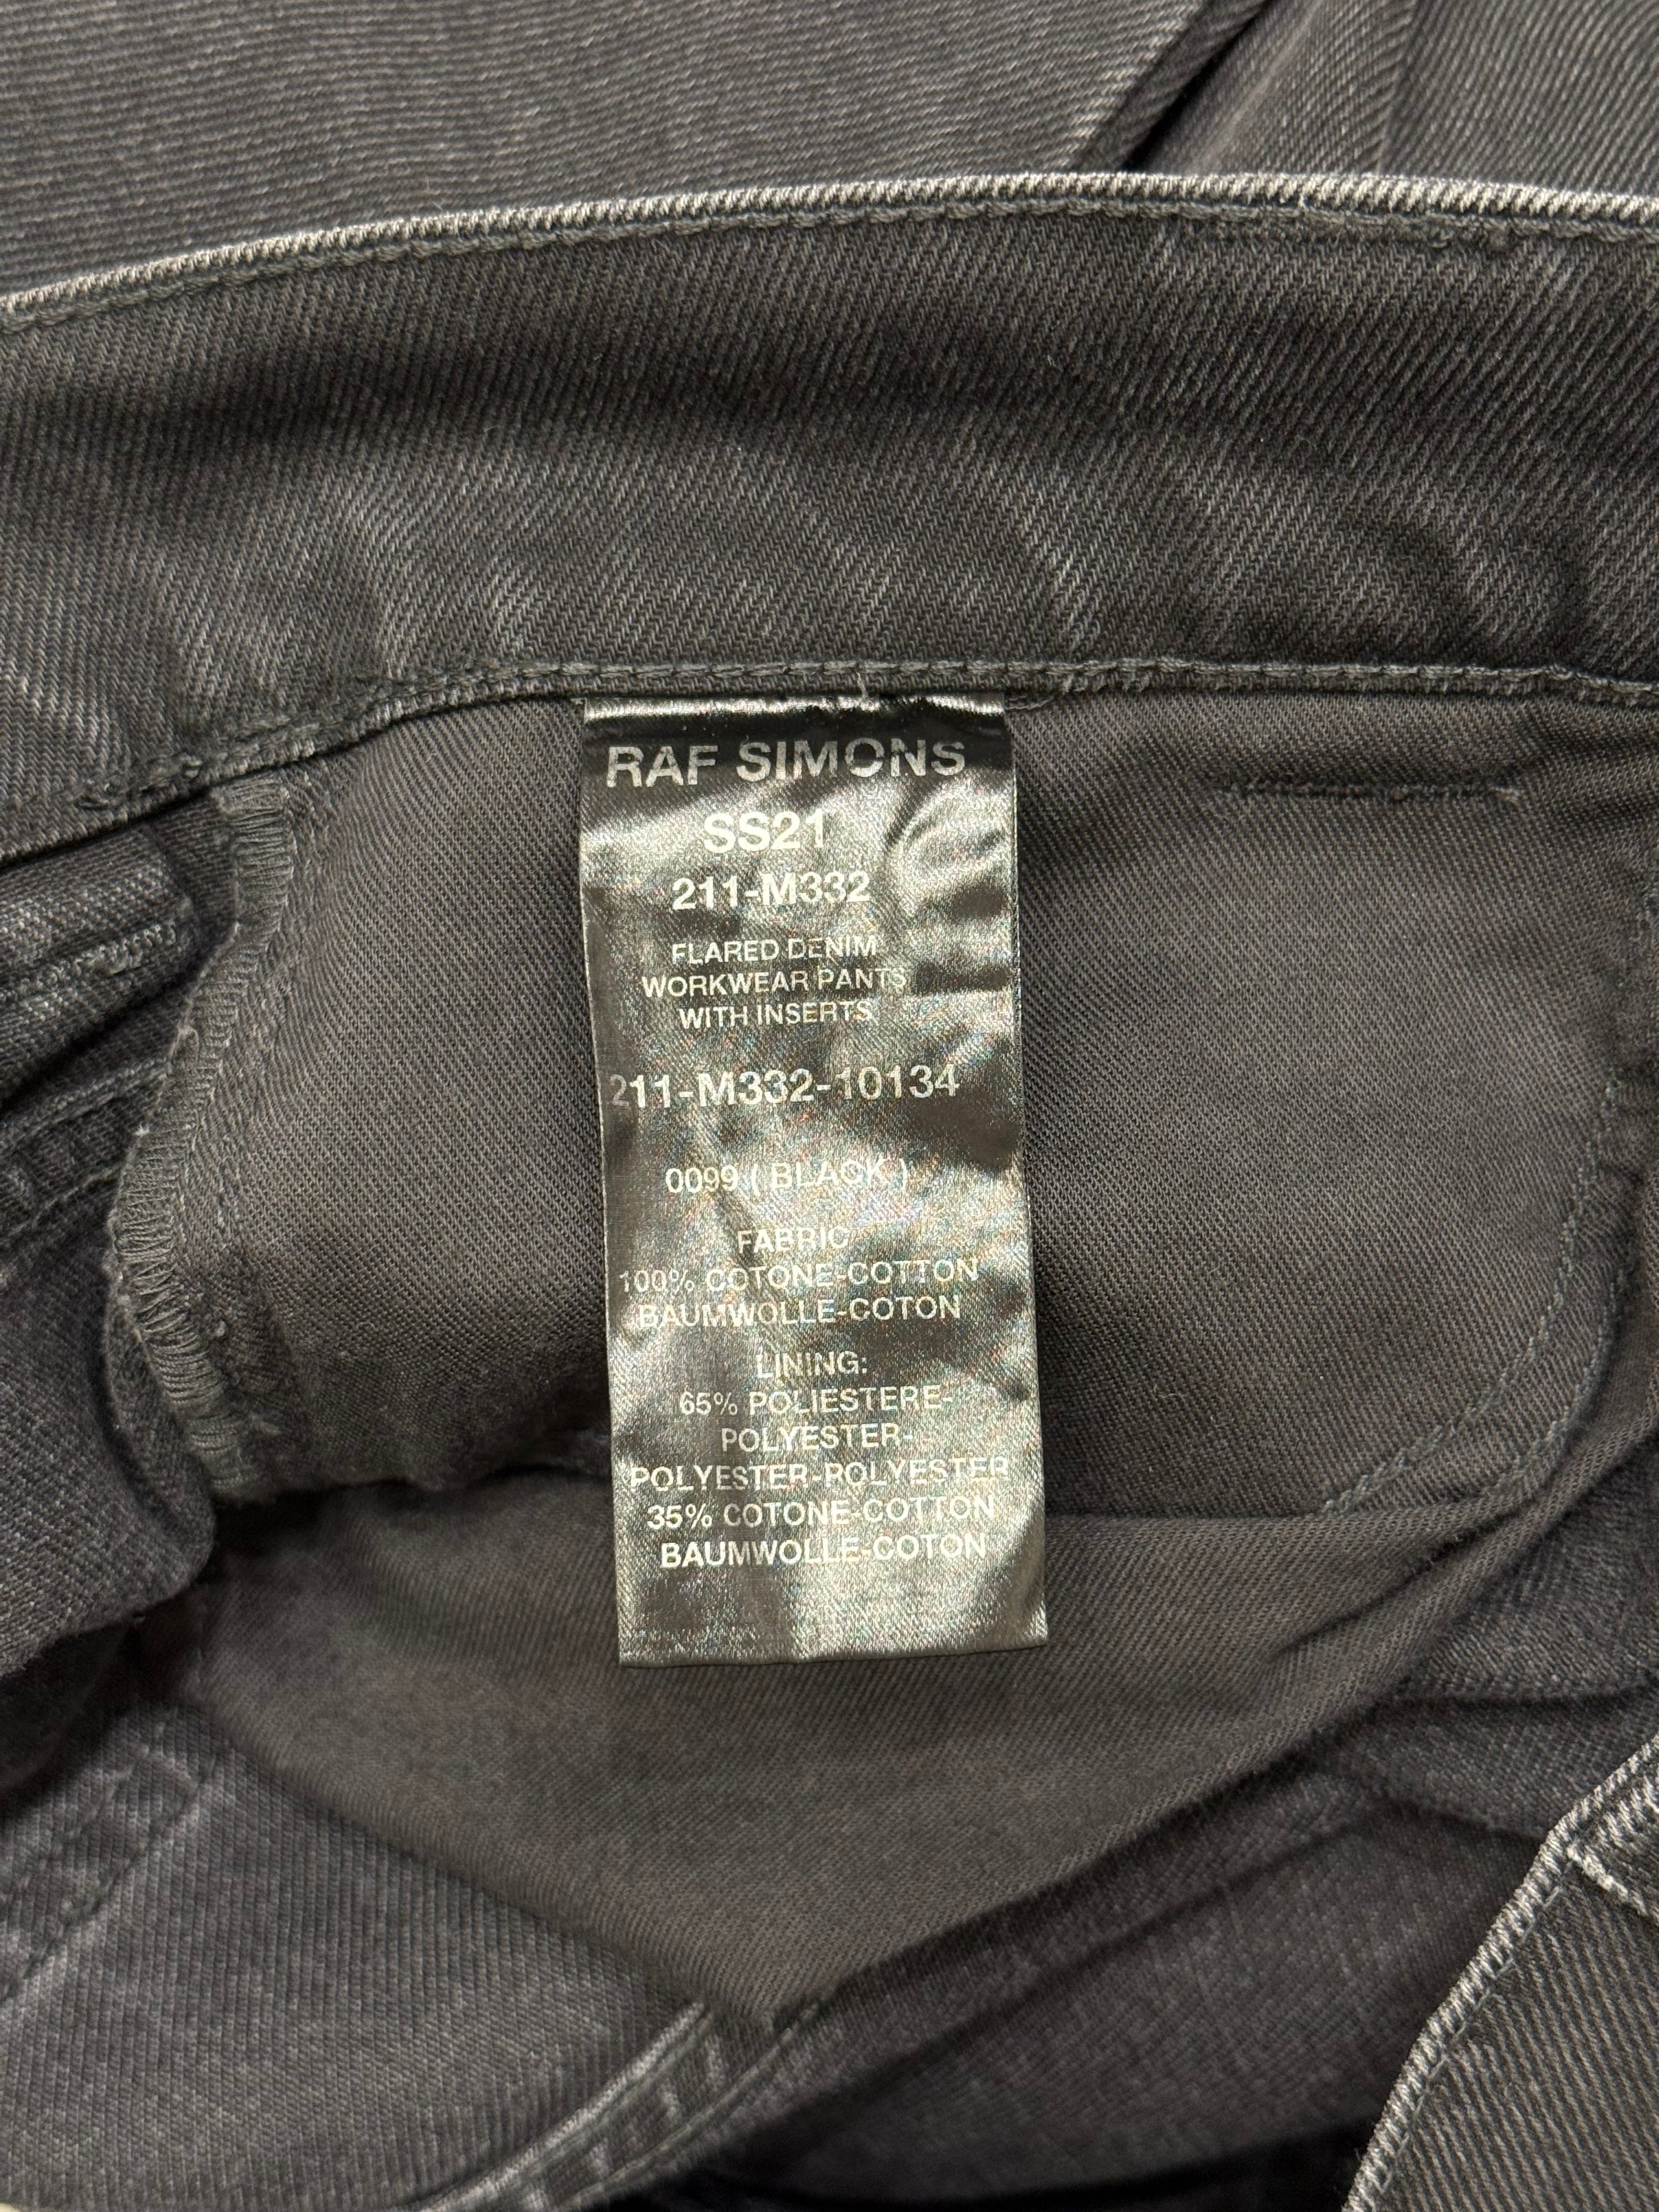 RAF SIMONS
SS21
211-M332
FLARED DENIM
WORKWEAR PANTS
WITH INSERTS
211-M332-10134
0099 ( BLACK )
FABRIC
100% COTONE-COTTON
BAUMWOLLE-COTON
LINING:
65% POLIESTERE-
POLYESTER-
POLYESTER-POLYESTER
35% COTONE-COTTON
BAUMWOLLE-COTON